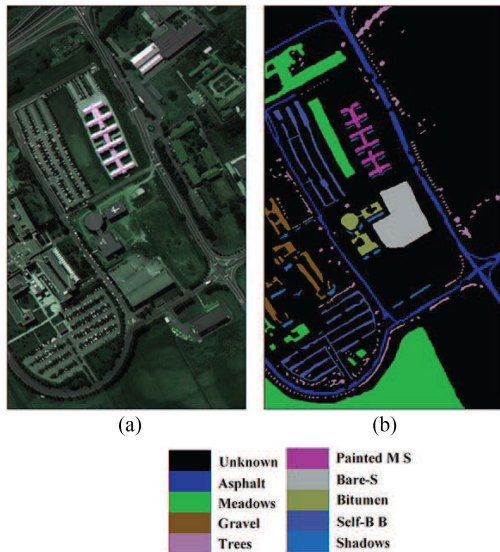 (a) (b)
Unknown Painted M S
Asphalt Bare-S
Meadows Bitumen
Gravel Self-B B
Trees Shadows